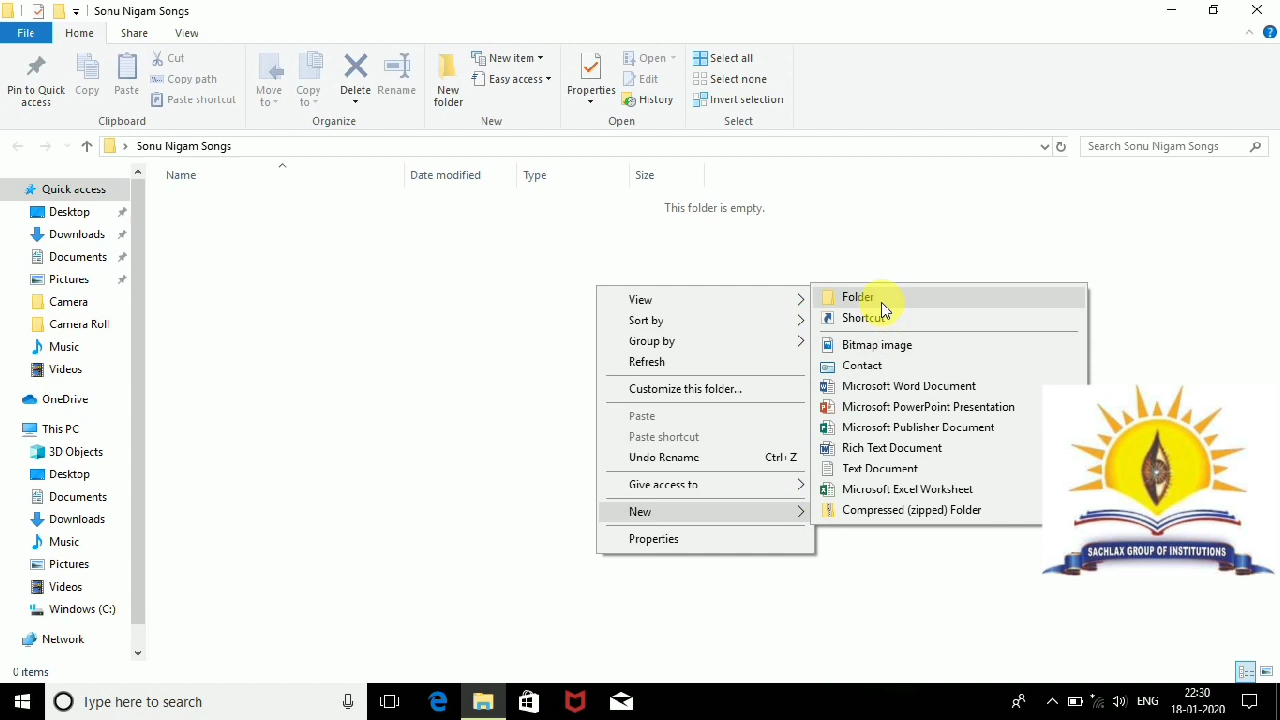 Sonu Nigam Songs
File Home Share View
Pin to Quick access
Copy
Paste
Cut
Copy path
Paste shortcut
Clipboard
Move to
Copy to
Delete
Rename
Organize
New folder
New item
Easy access
New
Properties
Open
Edit
History
Open
Select all
Select none
Invert selection
Select
Sonu Nigam Songs
Search Sonu Nigam Songs
Name Date modified Type Size
This folder is empty.
Quick access
Desktop
Downloads
Documents
Pictures
Camera
Camera Roll
Music
Videos
OneDrive
This PC
3D Objects
Desktop
Documents
Downloads
Music
Pictures
Videos
Windows (C:)
Network
View
Sort by
Group by
Refresh
Customize this folder...
Paste
Paste shortcut
Undo Rename Ctrl+Z
Give access to
New
Properties
Folder
Shortcut
Bitmap image
Contact
Microsoft Word Document
Microsoft PowerPoint Presentation
Microsoft Publisher Document
Rich Text Document
Text Document
Microsoft Excel Worksheet
Compressed (zipped) Folder
SACHLAX GROUP OF INSTITUTIONS
0 items
Type here to search
ENG
22:30
18-01-2020